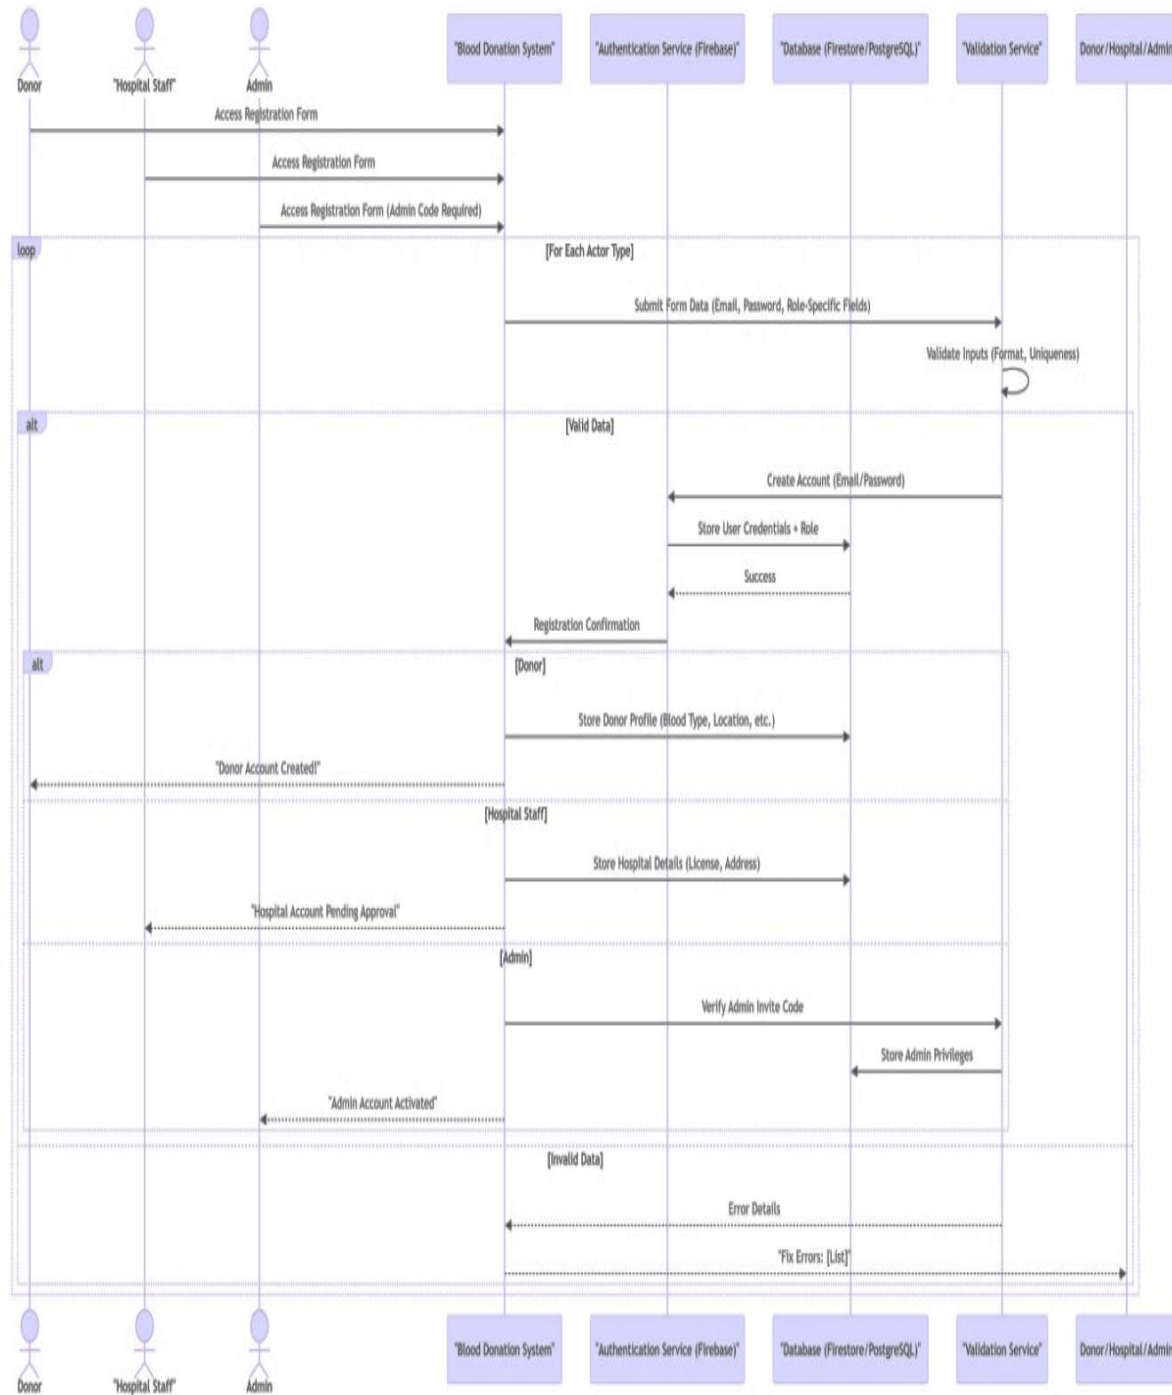 "Blood Donation System"
"Authentication Service (Firebase)"
"Database (Firestore/PostgreSQL)"
"Validation Service"
Donor/Hospital/Admin
Donor
"Hospital Staff"
Admin
Access Registration Form
Access Registration Form
Access Registration Form (Admin Code Required)
loop
[For Each Actor Type]
Submit Form Data (Email, Password, Role-Specific Fields)
Validate Inputs (Format, Uniqueness)
alt
[Valid Data]
Create Account (Email/Password)
Store User Credentials + Role
Success
Registration Confirmation
alt
[Donor]
Store Donor Profile (Blood Type, Location, etc.)
"Donor Account Created!"
[Hospital Staff]
Store Hospital Details (License, Address)
"Hospital Account Pending Approval"
[Admin]
Verify Admin Invite Code
Store Admin Privileges
"Admin Account Activated"
[Invalid Data]
Error Details
"Fix Errors: [List]"
"Blood Donation System"
"Authentication Service (Firebase)"
"Database (Firestore/PostgreSQL)"
"Validation Service"
Donor/Hospital/Admin
Donor
"Hospital Staff"
Admin